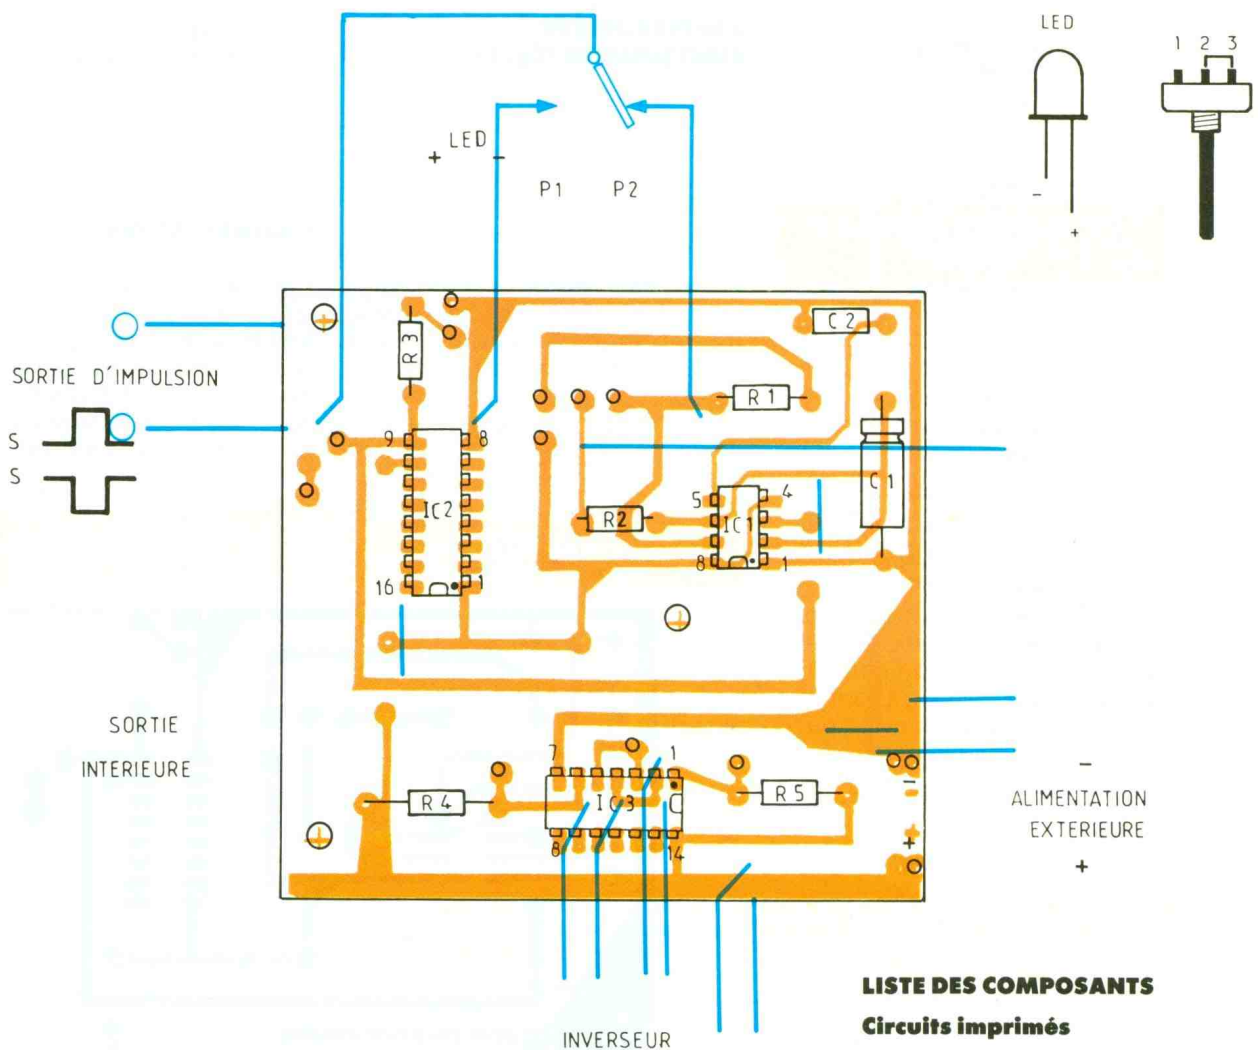 LED
1 2 3
-
+
+ LED -
P1 P2
SORTIE D'IMPULSION
S
S
R3
C2
R1
9 8
IC2
16 1
R2
5 4
IC1
8 1
C1
SORTIE
INTERIEURE
7 1
R4
IC3
R5
8 14
-
+
-
ALIMENTATION
EXTERIEURE
+
INVERSEUR
LISTE DES COMPOSANTS
Circuits imprimés